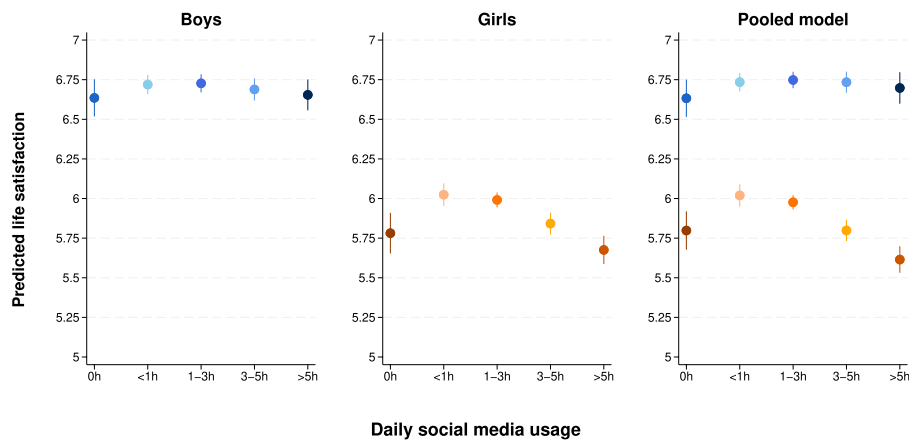 Boys
Girls
Pooled model
Predicted life satisfaction
7
6.75
6.5
6.25
6
5.75
5.5
5.25
5
0h
<1h
1–3h
3–5h
>5h
7
6.75
6.5
6.25
6
5.75
5.5
5.25
5
0h
<1h
1–3h
3–5h
>5h
7
6.75
6.5
6.25
6
5.75
5.5
5.25
5
0h
<1h
1–3h
3–5h
>5h
Daily social media usage